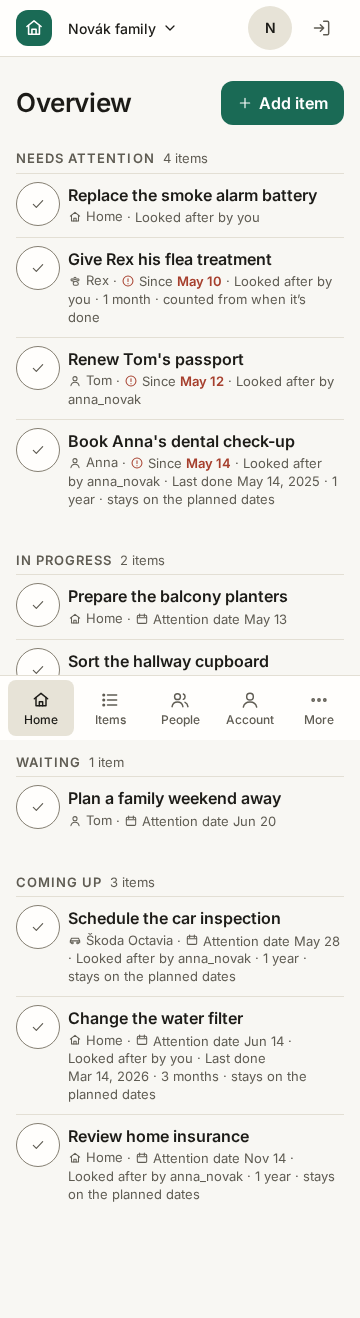 Novák family
N
Overview
Add item
NEEDS ATTENTION 4 items
Replace the smoke alarm battery
Home · Looked after by you
Give Rex his flea treatment
Rex · Since May 10 · Looked after by
you · 1 month · counted from when it's
done
Renew Tom's passport
Tom · Since May 12 · Looked after by
anna_novak
Book Anna's dental check-up
Anna · Since May 14 · Looked after
by anna_novak · Last done May 14, 2025 · 1
year · stays on the planned dates
IN PROGRESS 2 items
Prepare the balcony planters
Home · Attention date May 13
Sort the hallway cupboard
Home
Items
People
Account
More
WAITING 1 item
Plan a family weekend away
Tom · Attention date Jun 20
COMING UP 3 items
Schedule the car inspection
Škoda Octavia · Attention date May 28
· Looked after by anna_novak · 1 year ·
stays on the planned dates
Change the water filter
Home · Attention date Jun 14 ·
Looked after by you · Last done
Mar 14, 2026 · 3 months · stays on the
planned dates
Review home insurance
Home · Attention date Nov 14 ·
Looked after by anna_novak · 1 year · stays
on the planned dates